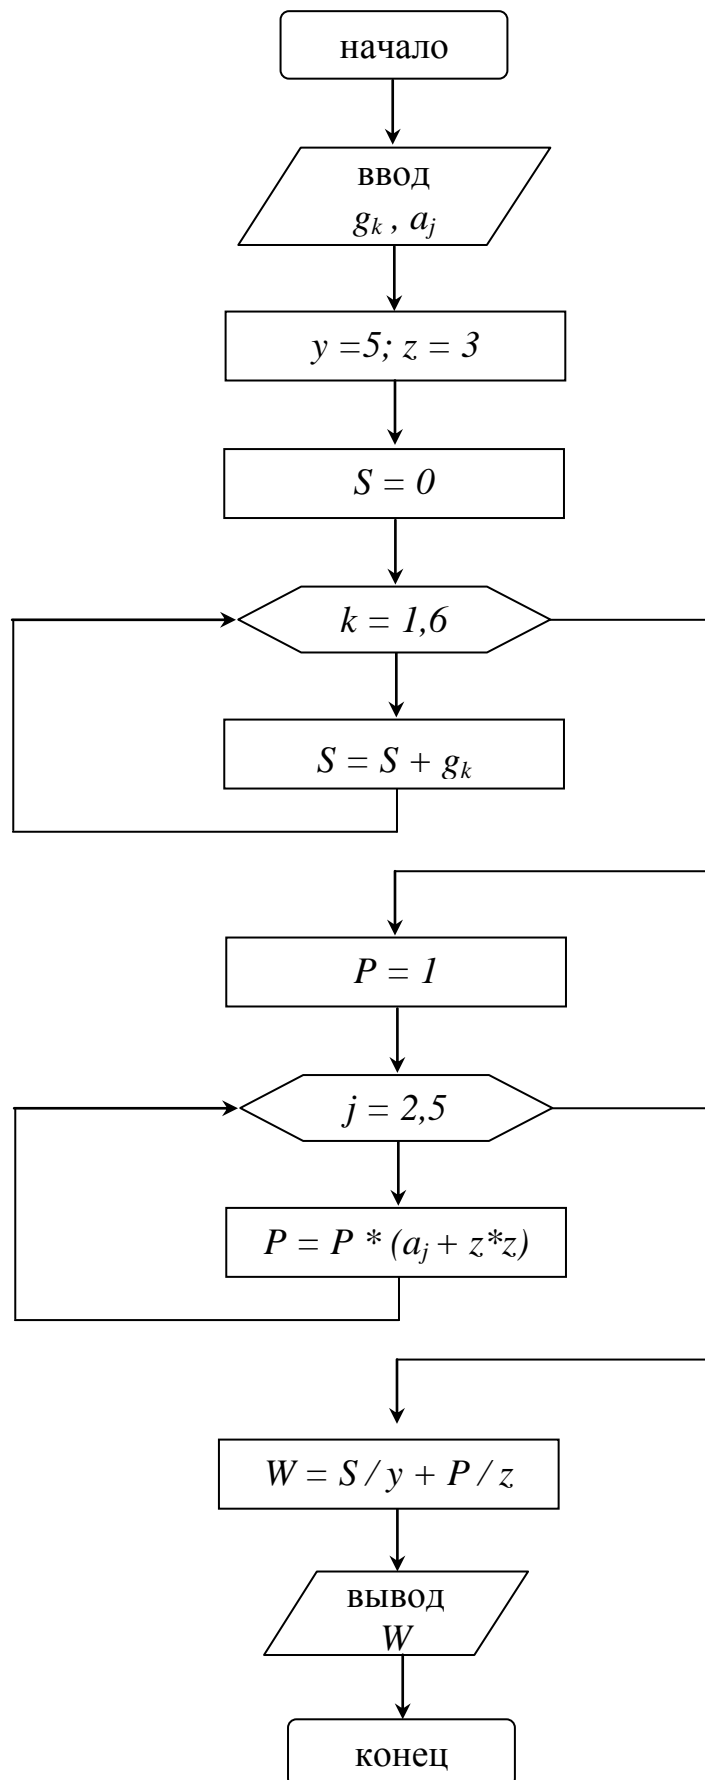 начало
ввод
gₖ , aⱼ
y =5; z = 3
S = 0
k = 1,6
S = S + gₖ
P = 1
j = 2,5
P = P * (aⱼ + z*z)
W = S / y + P / z
вывод
W
конец